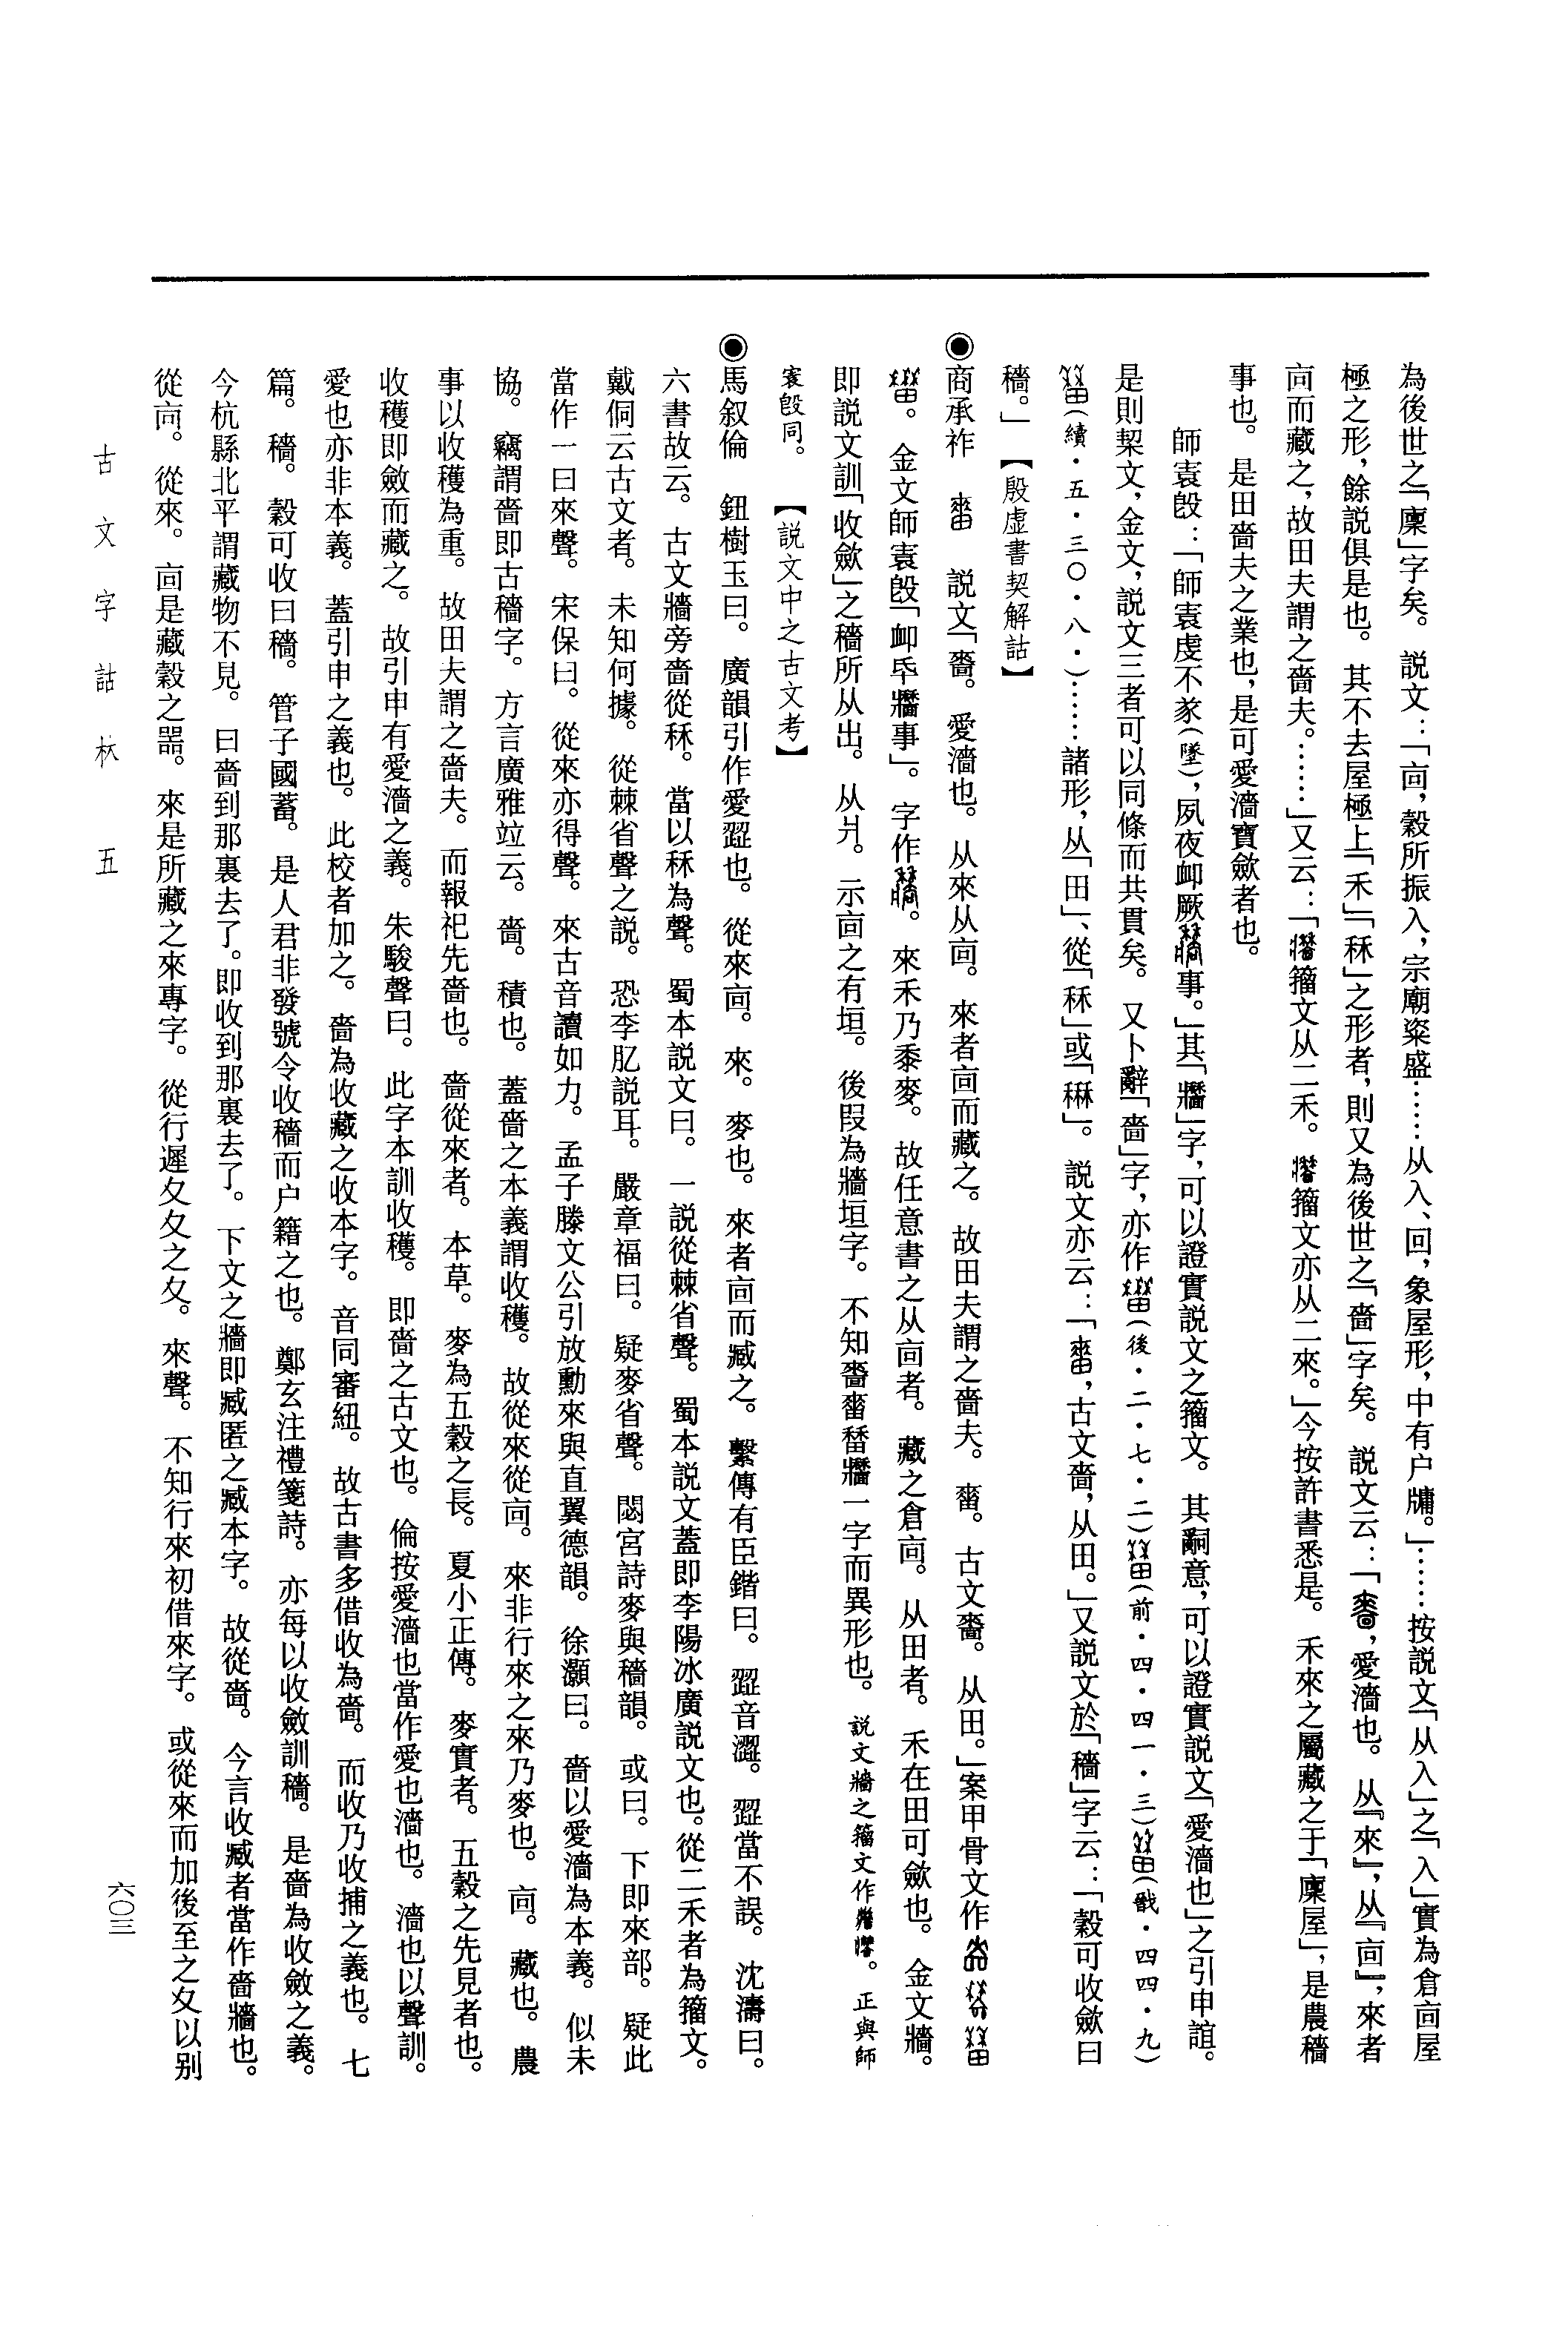 為後世之「廩」字矣。說文：「㐭，穀所振入，宗廟粢盛……从入、回，象屋形，中有户牖。」……按說文「从入」之「入」實為倉㐭屋
極之形，餘說俱是也。其不去屋極上「禾」「秝」之形者，則又為後世之「嗇」字矣。說文云：「，愛濇也。从『來』，从『㐭』，來者
㐭而藏之，故田夫謂之嗇夫。……」又云：「籀文从二禾。籀文亦从二來。」今按許書悉是。禾來之屬藏之于「廩屋」，是農穡
事也。是田嗇夫之業也，是可愛濇寶歛者也。
師㝨𣪘：「師㝨虔不㒸（墜），夙夜卹厥事。」其「牆」字，可以證實說文之籀文。其嗣意，可以證實說文「愛濇也」之引申誼。
是則栔文，金文，說文三者可以同條而共貫矣。又卜辭「嗇」字，亦作（後・二・七・二）（前・四・四一・三）（戩・四四・九）
（續・五・三〇・八・）……諸形，从「田」、從「秝」或「𥝩」。說文亦云：「，古文嗇，从田。」又說文於「穡」字云：「穀可收歛曰
穡。」【殷虛書契解詁】
◉商承祚　　說文「嗇。愛濇也。从來从㐭。來者㐭而藏之。故田夫謂之嗇夫。𤲸。古文嗇。从田。」案甲骨文作
。金文師㝨𣪘「卹氒牆事」。字作。來禾乃黍麥。故任意書之从㐭者。藏之倉㐭。从田者。禾在田可歛也。金文牆。
即說文訓「收歛」之穡所从出。从爿。示㐭之有垣。後叚為牆垣字。不知嗇𤲸牆一字而異形也。說文牆之籀文作。正與師
㝨𣪘同。【說文中之古文考】
◉馬叙倫　鈕樹玉曰。廣韻引作愛歰也。從來㐭。來。麥也。來者㐭而臧之。繫傳有臣鍇曰。歰音澀。歰當不誤。沈濤曰。
六書故云。古文牆旁嗇從秝。當以秝為聲。蜀本說文曰。一說從棘省聲。蜀本說文蓋即李陽冰廣說文也。從二禾者為籀文。
戴侗云古文者。未知何據。從棘省聲之說。恐李肊說耳。嚴章福曰。疑麥省聲。閟宮詩麥與穡韻。或曰。下即來部。疑此
當作一曰來聲。宋保曰。從來亦得聲。來古音讀如力。孟子滕文公引放勳來與直翼德韻。徐灝曰。嗇以愛濇為本義。似未
協。竊謂嗇即古穡字。方言廣雅竝云。嗇。積也。蓋嗇之本義謂收穫。故從來從㐭。來非行來之來乃麥也。㐭。藏也。農
事以收穫為重。故田夫謂之嗇夫。而報祀先嗇也。嗇從來者。本草。麥為五穀之長。夏小正傳。麥實者。五穀之先見者也。
收穫即斂而藏之。故引申有愛濇之義。朱駿聲曰。此字本訓收穫。即嗇之古文也。倫按愛濇也當作愛也濇也。濇也以聲訓。
愛也亦非本義。蓋引申之義也。此校者加之。嗇為收藏之收本字。音同審紐。故古書多借收為嗇。而收乃收捕之義也。七
篇。穡。穀可收曰穡。管子國蓄。是人君非發號令收穡而户籍之也。鄭玄注禮箋詩。亦每以收斂訓穡。是嗇為收斂之義。
今杭縣北平謂藏物不見。曰嗇到那裏去了。即收到那裏去了。下文之牆即臧匿之臧本字。故從嗇。今言收臧者當作嗇牆也。
從㐭。從來。㐭是藏穀之噐。來是所藏之來專字。從行遲夊夊之夊。來聲。不知行來初借來字。或從來而加後至之夂以别
古文字詁林　五
六〇三